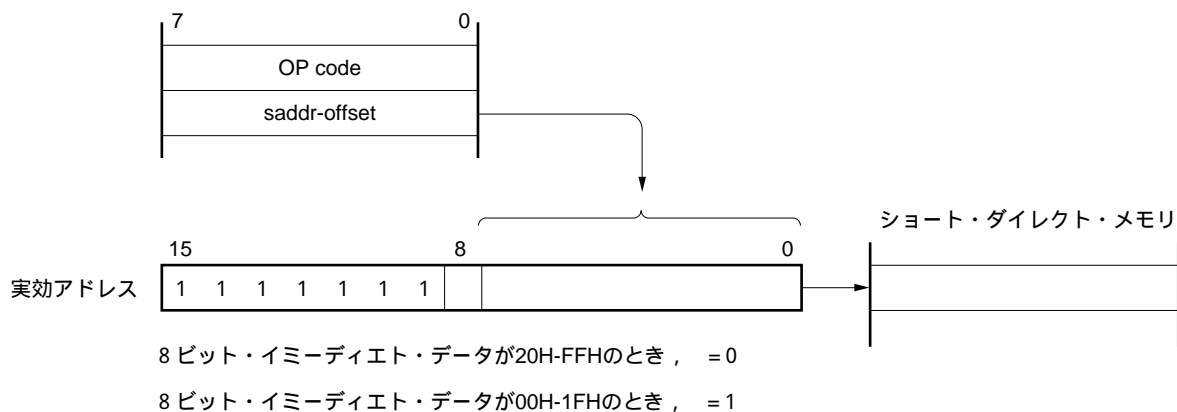 7 0
OP code
saddr-offset
ショート・ダイレクト・メモリ
15 8 0
実効アドレス 1 1 1 1 1 1 1
8 ビット・イミーディエト・データが20H-FFHのとき， =0
8 ビット・イミーディエト・データが00H-1FHのとき， =1